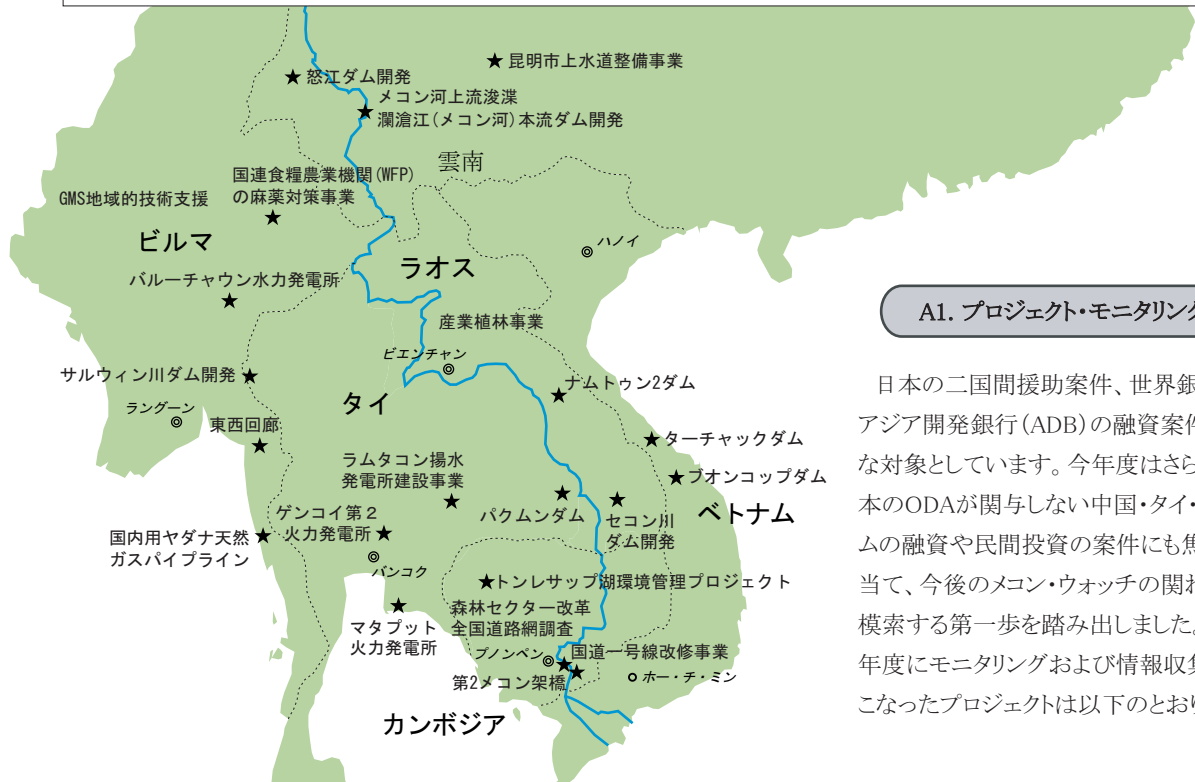 昆明市上水道整備事業
怒江ダム開発
メコン河上流浚渫
瀾滄江(メコン河)本流ダム開発
雲南
国連食糧農業機関(WFP)
の麻薬対策事業
GMS地域的技術支援
ビルマ
ハノイ
ラオス
バルーチャウン水力発電所
産業植林事業
ビエンチャン
サルウィン川ダム開発
ナムトゥン2ダム
タイ
ラングーン
東西回廊
ターチャックダム
ラムタコン揚水
発電所建設事業
ブオンコップダム
パクムンダム
セコン川
ダム開発
ベトナム
ゲンコイ第2
火力発電所
国内用ヤダナ天然
ガスパイプライン
バンコク
トンレサップ湖環境管理プロジェクト
マタプット
火力発電所
森林セクター改革
全国道路網調査
プノンペン
国道一号線改修事業
第2メコン架橋
ホー・チ・ミン
カンボジア
A1. プロジェクト・モニタリング
日本の二国間援助案件、世界銀
アジア開発銀行(ADB)の融資案件
な対象としています。今年度はさら
本のODAが関与しない中国・タイ・
ムの融資や民間投資の案件にも焦
当て、今後のメコン・ウォッチの関わ
模索する第一歩を踏み出しました。
年度にモニタリングおよび情報収集
こなったプロジェクトは以下のとおり